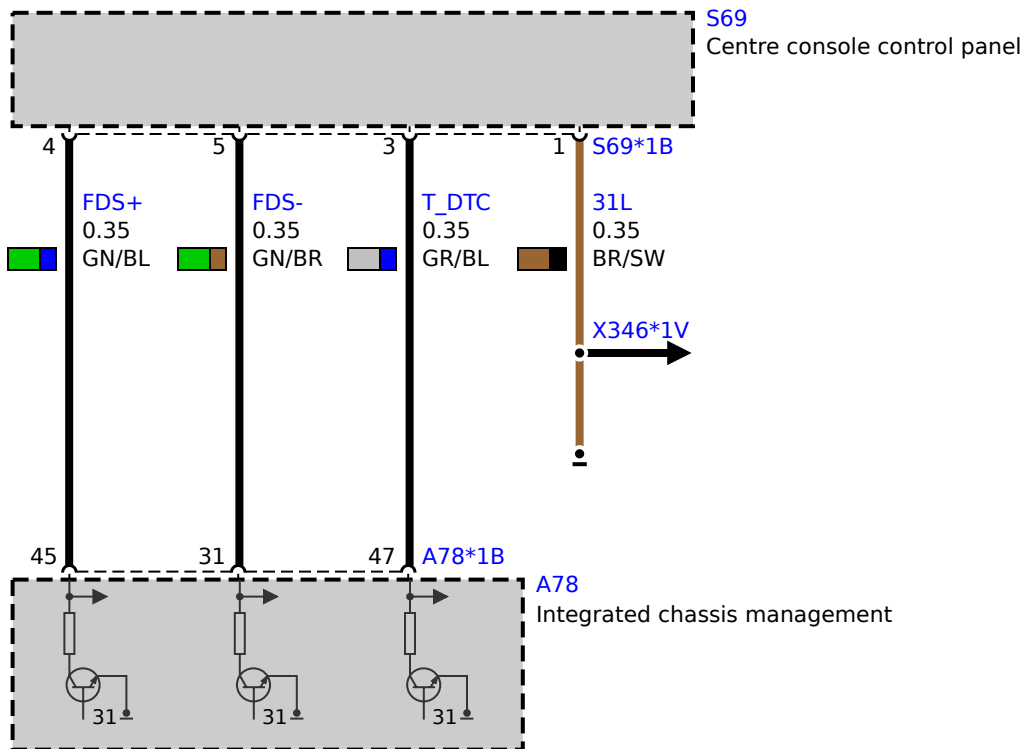 S69
Centre console control panel
4 5 3 1 S69*1B
FDS+ FDS- T_DTC 31L
0.35 0.35 0.35 0.35
GN/BL GN/BR GR/BL BR/SW
X346*1V
45 31 47 A78*1B
A78
Integrated chassis management
31 31 31